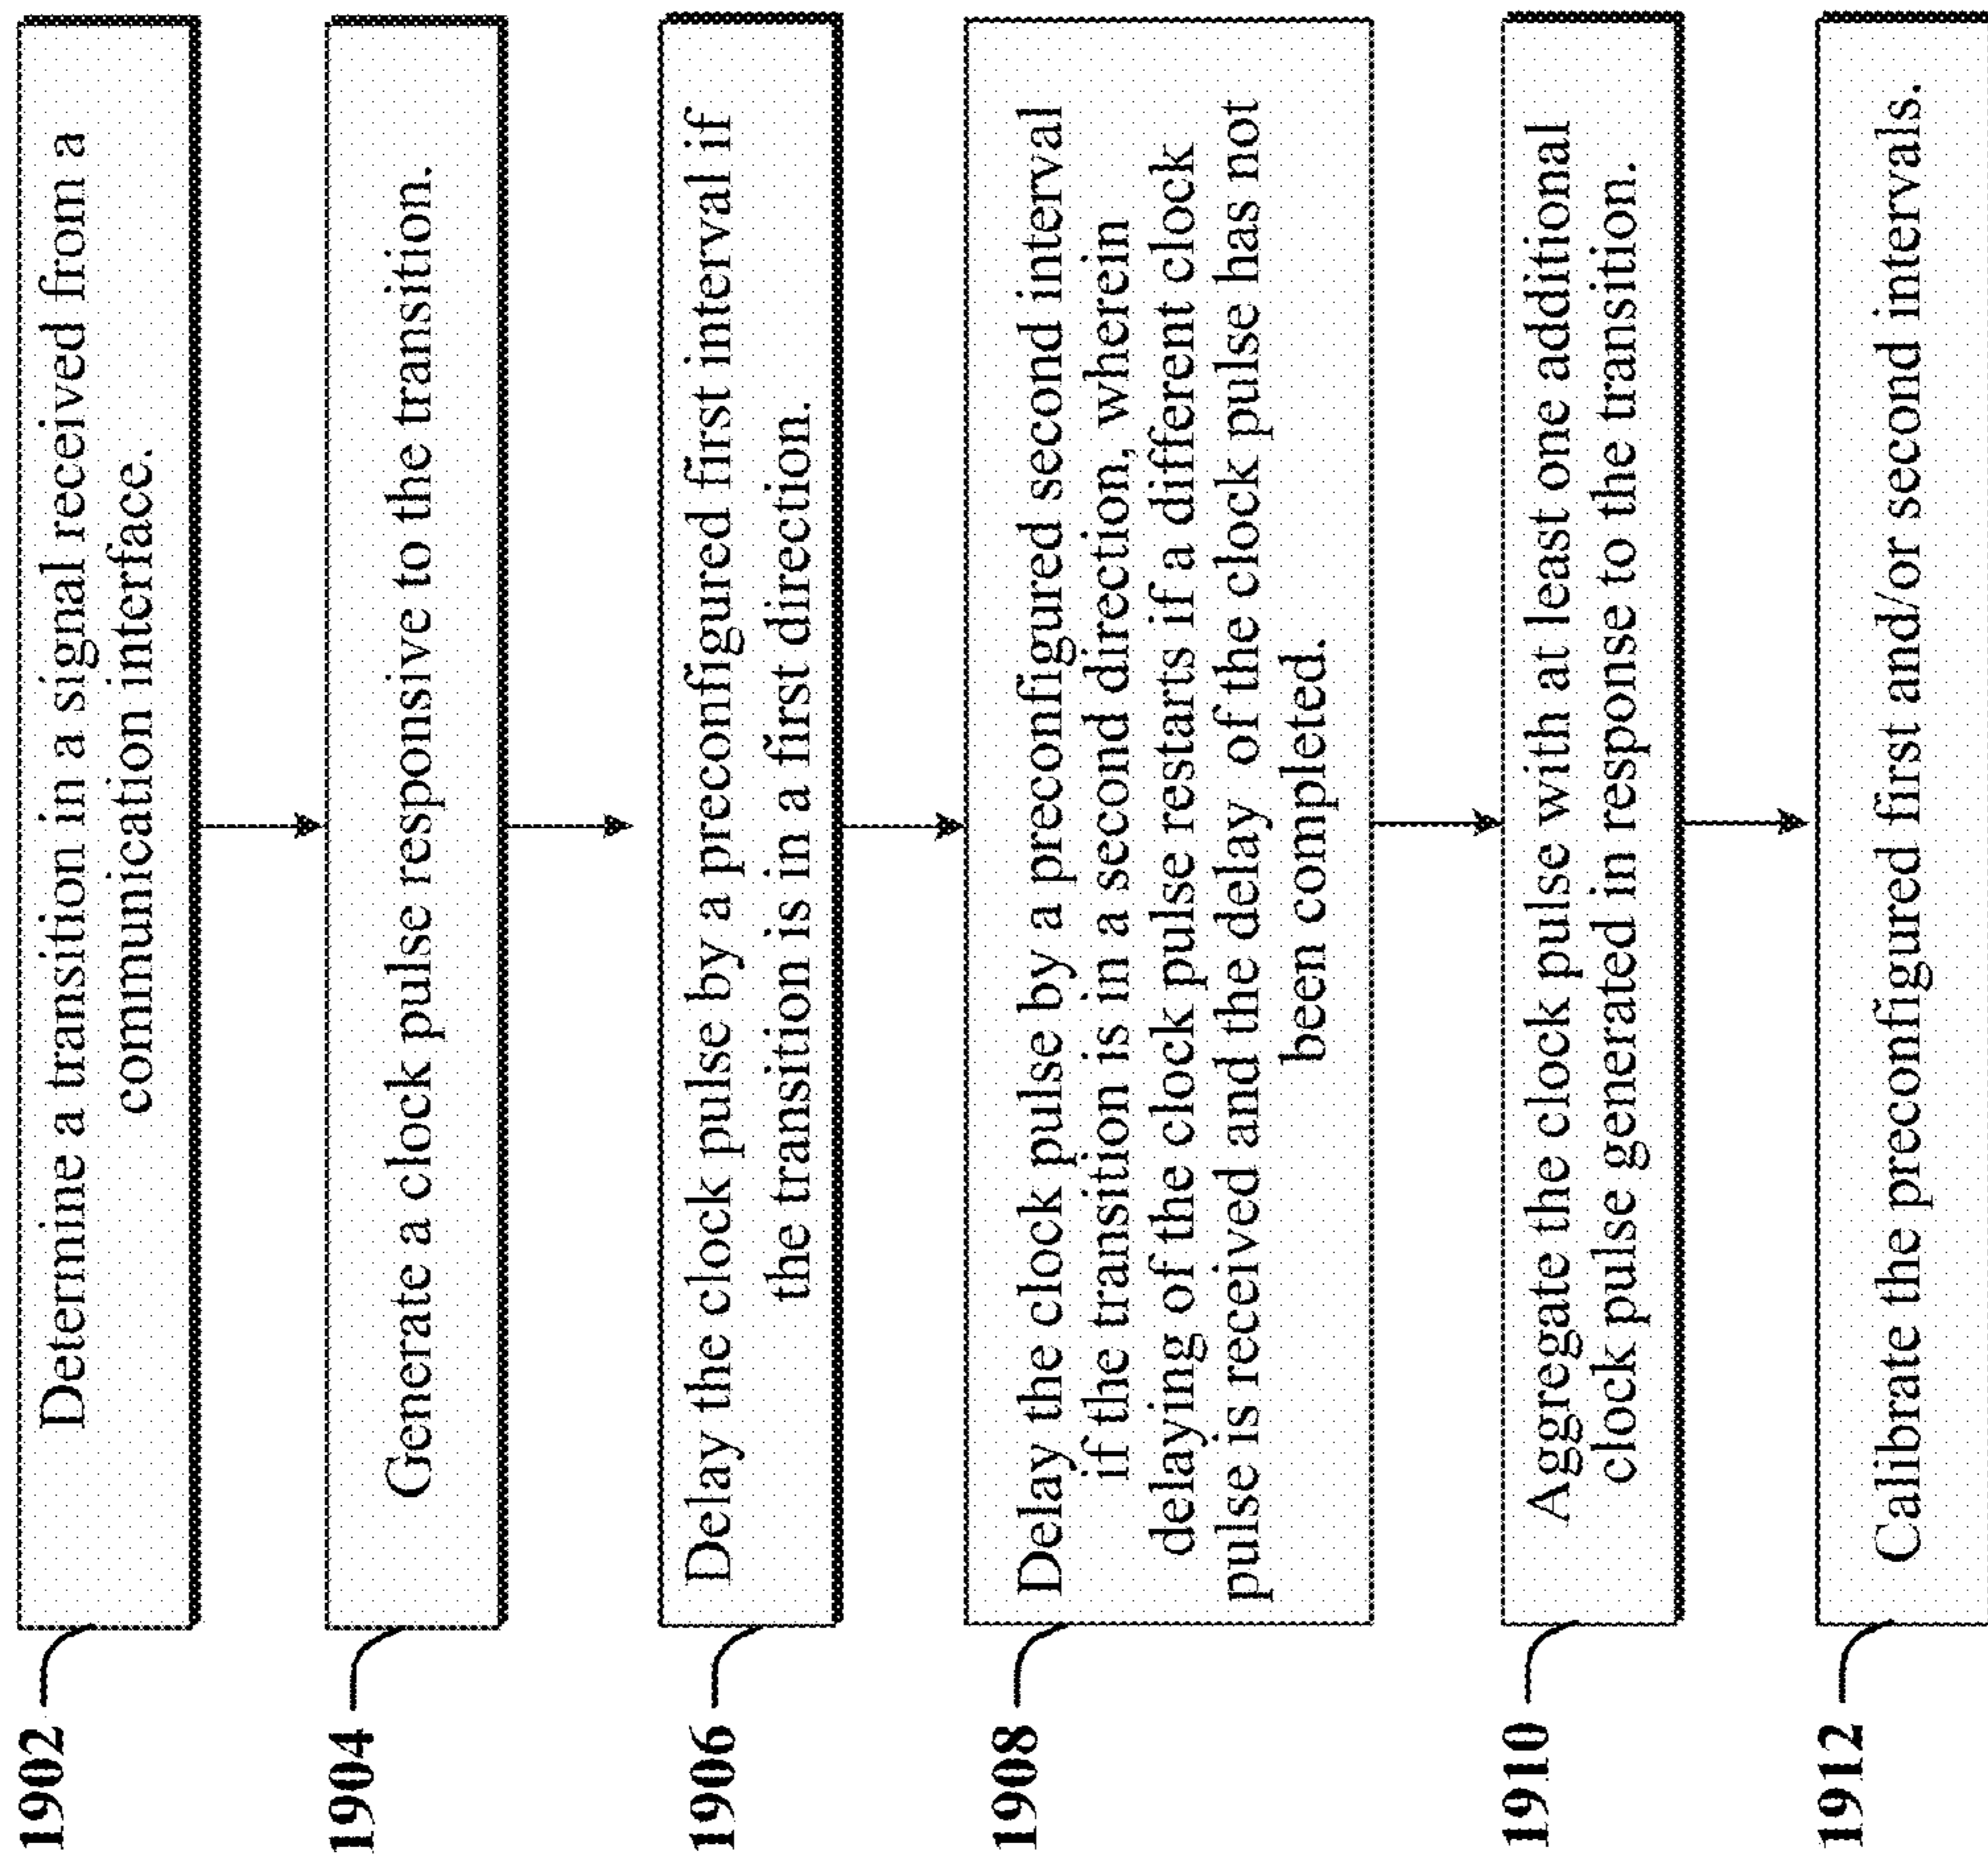 1902
Determine a transition in a signal received from a
communication interface.
1904
Generate a clock pulse responsive to the transition.
1906
Delay the clock pulse by a preconfigured first interval if
the transition is in a first direction.
1908
Delay the clock pulse by a preconfigured second interval
if the transition is in a second direction, wherein
delaying of the clock pulse restarts if a different clock
pulse is received and the delay of the clock pulse has not
been completed.
1910
Aggregate the clock pulse with at least one additional
clock pulse generated in response to the transition.
1912
Calibrate the preconfigured first and/or second intervals.